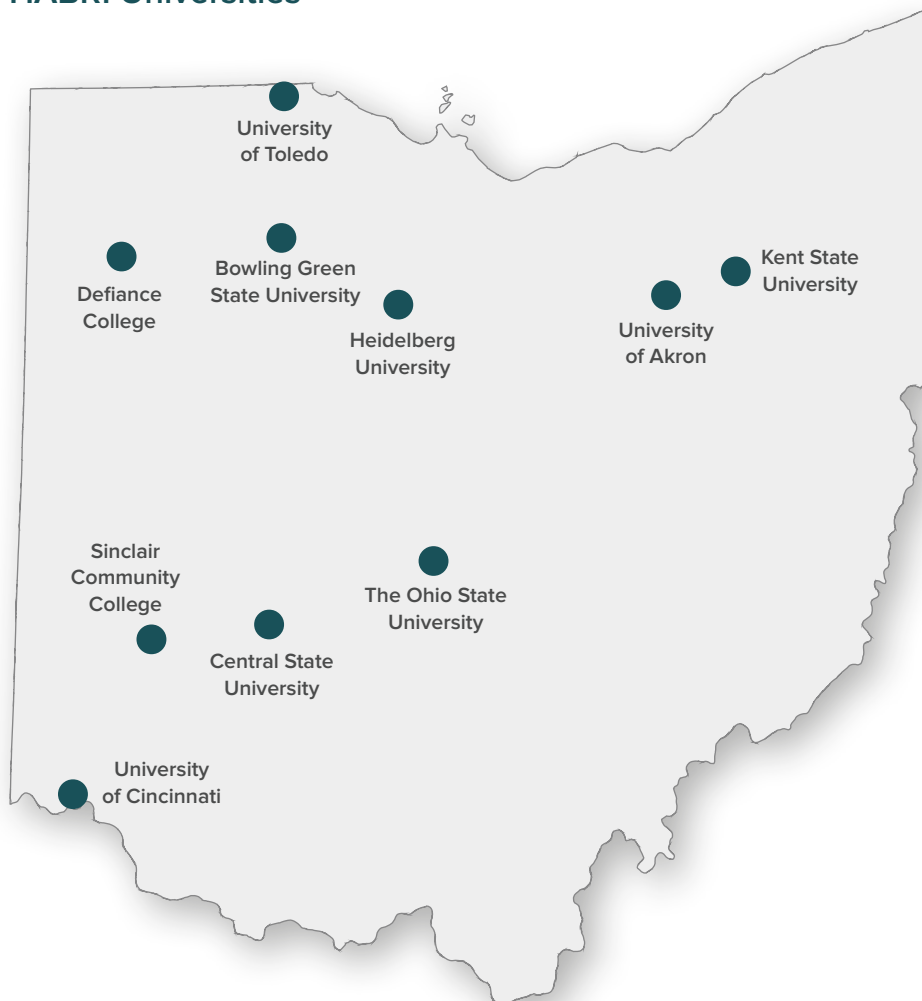 Universities
University
of Toledo
Bowling Green
State University
Defiance
College
Heidelberg
University
Kent State
University
University
of Akron
Sinclair
Community
College
The Ohio State
University
Central State
University
University
of Cincinnati